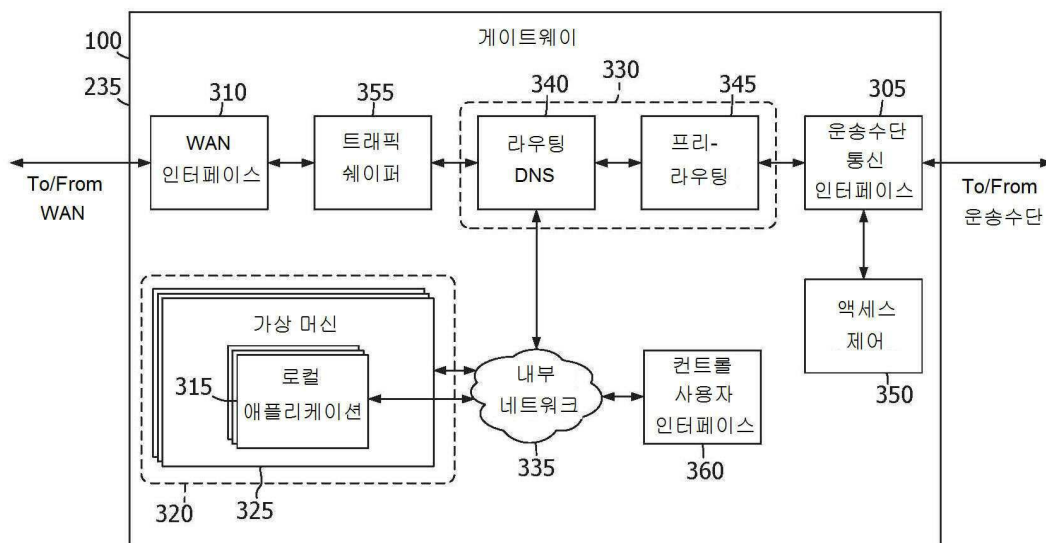 게이트웨이
100
330
235
310
355
340
345
305
WAN
인터페이스
트래픽
쉐이퍼
라우팅
DNS
프리-
라우팅
운송수단
통신
인터페이스
To/From
WAN
To/From
운송수단
가상 머신
315
로컬
애플리케이션
내부
네트워크
335
컨트롤
사용자
인터페이스
360
액세스
제어
350
320
325